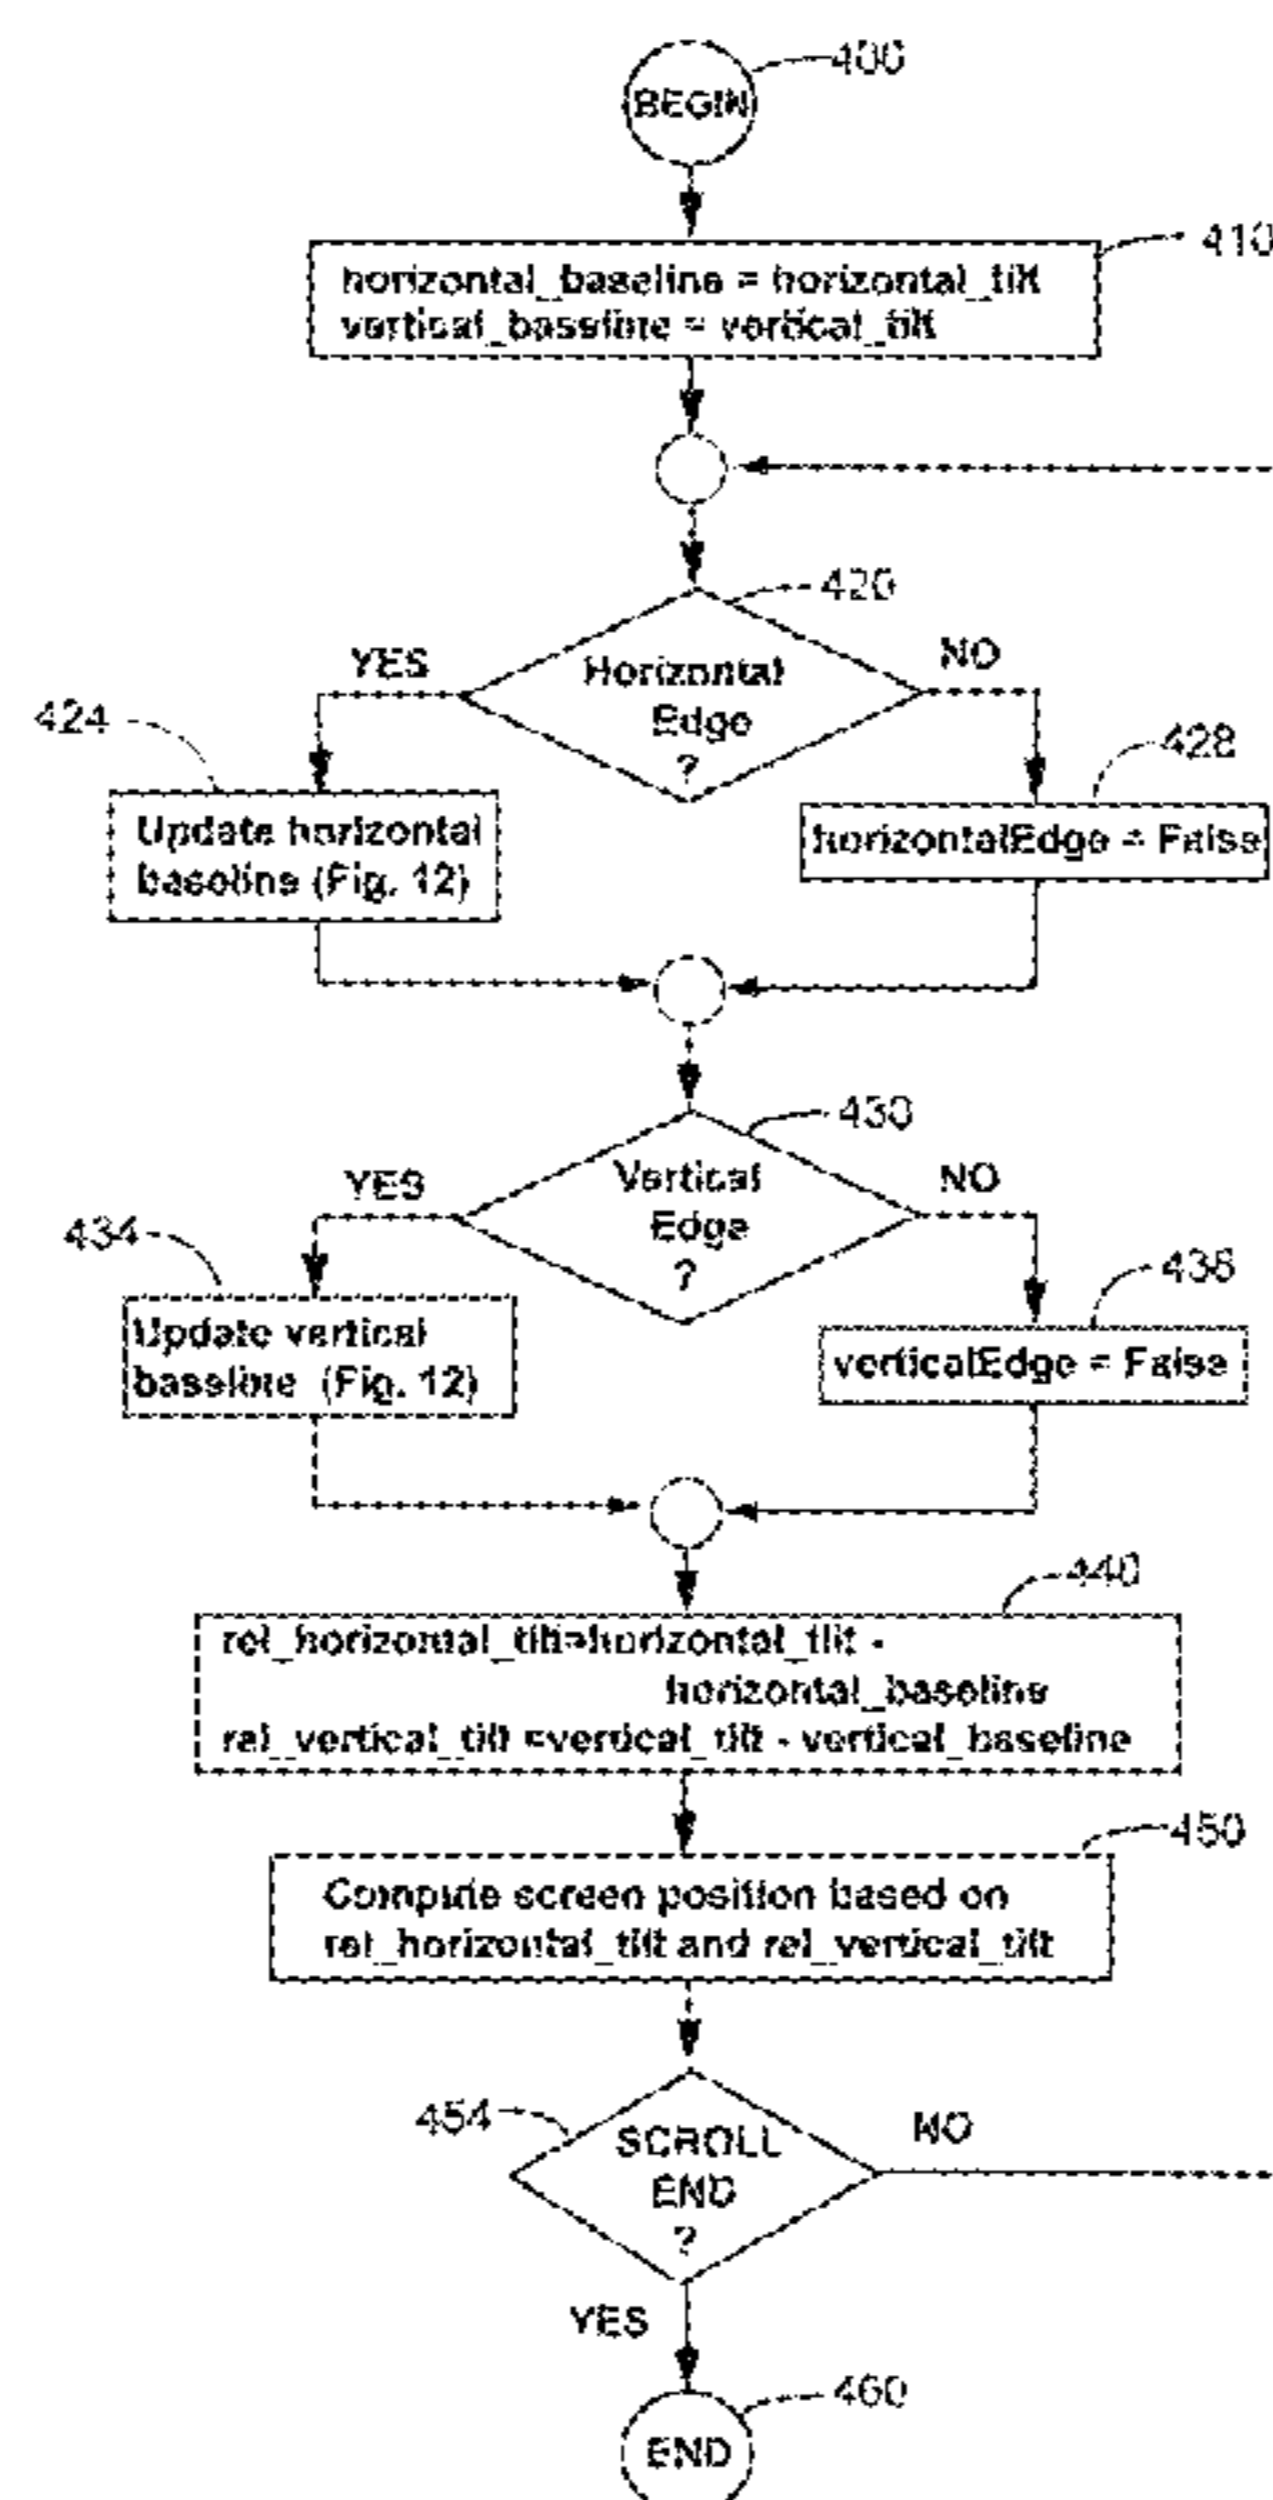 400
BEGIN
410
horizontal_baseline = horizontal_tilt
vertical_baseline = vertical_tilt
420
YES
NO
Horizontal
Edge
?
424
428
Update horizontal
baseline (Fig. 12)
horizontalEdge = False
430
YES
NO
Vertical
Edge
?
434
Update vertical
baseline (Fig. 12)
verticalEdge = False
440
rel_horizontal_tilt=horizontal_tilt -
horizontal_baseline
rel_vertical_tilt =vertical_tilt - vertical_baseline
450
Compute screen position based on
rel_horizontal_tilt and rel_vertical_tilt
454
NO
SCROLL
END
?
YES
460
END